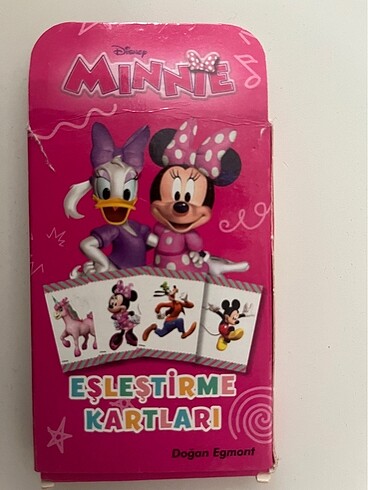 Disney
MINNIE
EŞLEŞTİRME
KARTLARI
Doğan Egmont